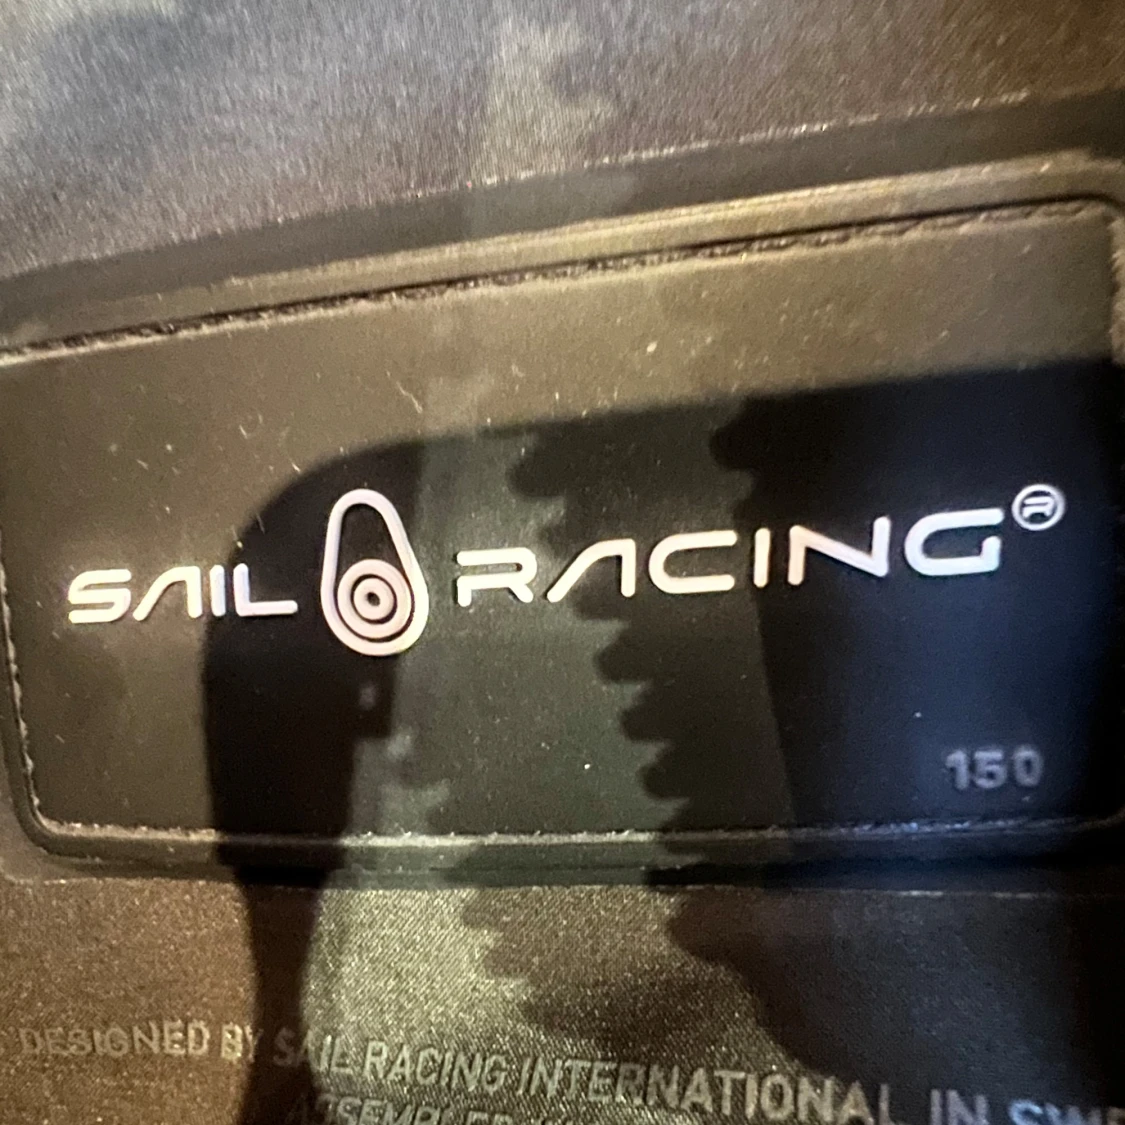 SAIL RACING®
150
DESIGNED BY SAIL RACING INTERNATIONAL IN